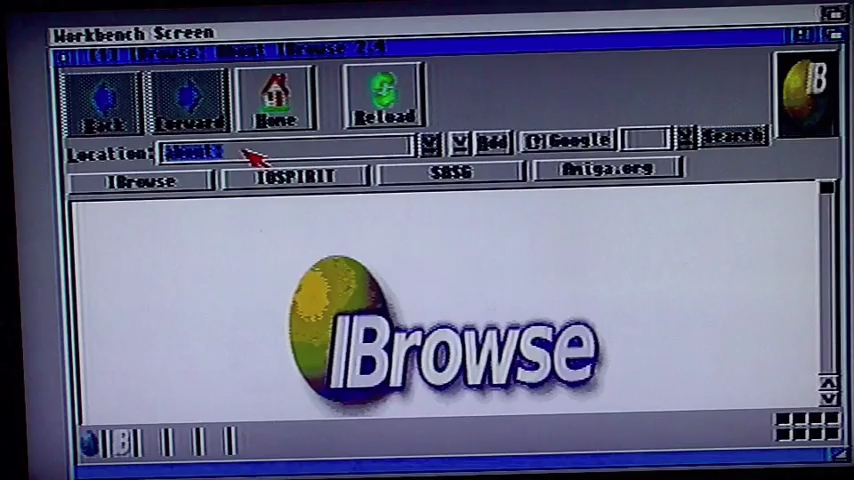 Workbench Screen
(1) IBrowse: About IBrowse 2.4
IB
Back Forward Home Reload
Location: Add Google Search
IBrowse IOSPIRIT SASG Amiga.org
IBrowse